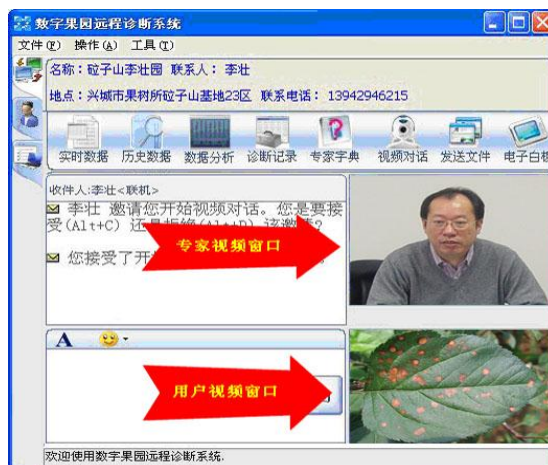 数字果园远程诊断系统
文件(F) 操作(A) 工具(T)
名称：砬子山李壮园 联系人：李壮
地点：兴城市果树所砬子山基地23区 联系电话：13942946215
实时数据 历史数据 数据分析 诊断记录 专家字典 视频对话 发送文件 电子白板
收件人:李壮<联机>
李壮 邀请您开始视频对话。您是要接
受(Alt+C) 还是拒绝(Alt+D) 该邀请?
专家视频窗口
您接受了开
A
用户视频窗口
欢迎使用数字果园远程诊断系统.